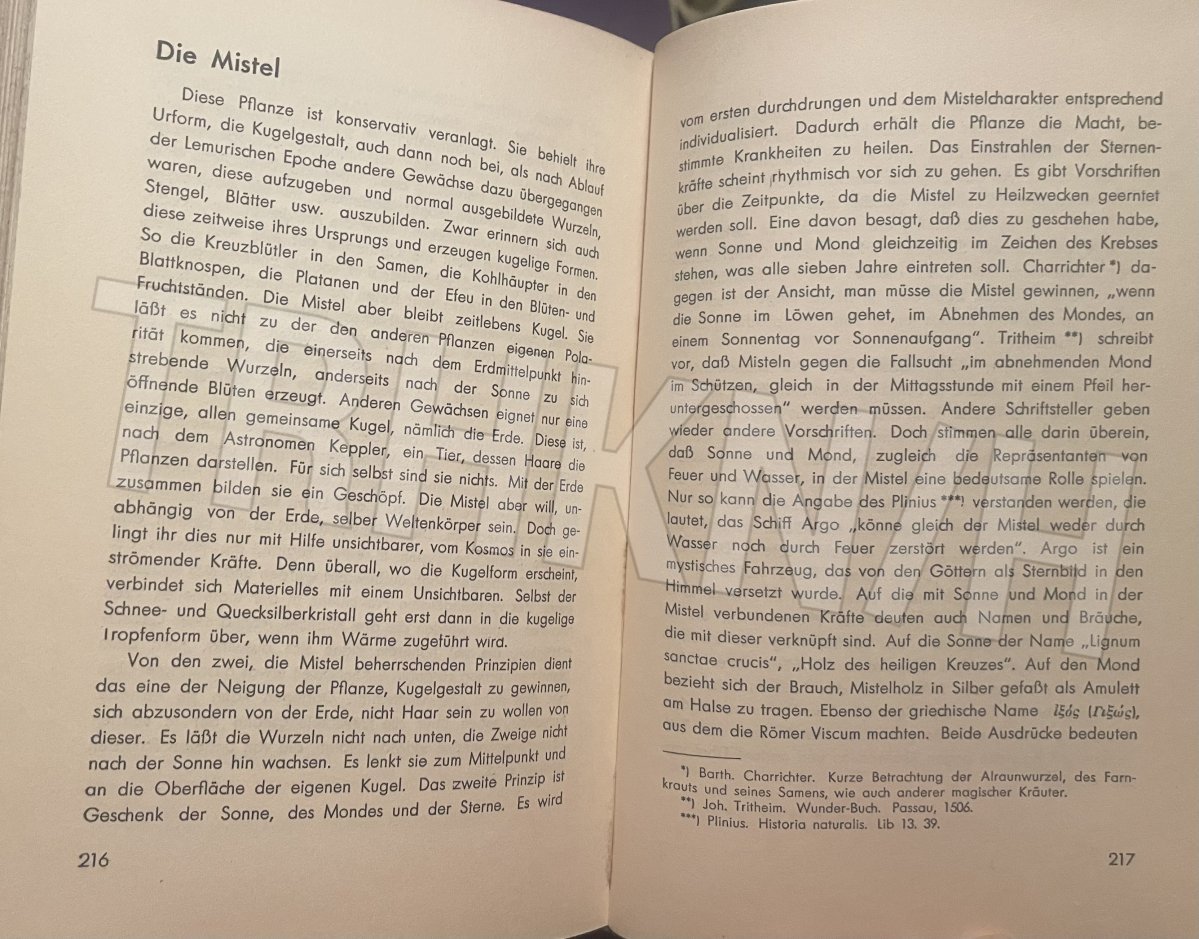 Die Mistel
Diese Pflanze ist konservativ veranlagt. Sie behielt ihre
Urform, die Kugelgestalt, auch dann noch bei, als nach Ablauf
der Lemurischen Epoche andere Gewächse dazu übergegangen
waren, diese aufzugeben und normal ausgebildete Wurzeln,
Stengel, Blätter usw. auszubilden. Zwar erinnern sich auch
diese zeitweise ihres Ursprungs und erzeugen kugelige Formen.
So die Kreuzblütler in den Samen, die Kohlhäupter in den
Blattknospen, die Platanen und der Efeu in den Blüten- und
Fruchtständen. Die Mistel aber bleibt zeitlebens Kugel. Sie
läßt es nicht zu der den anderen Pflanzen eigenen Pola-
rität kommen, die einerseits nach dem Erdmittelpunkt hin-
strebende Wurzeln, anderseits nach der Sonne zu sich
öffnende Blüten erzeugt. Anderen Gewächsen eignet nur eine
einzige, allen gemeinsame Kugel, nämlich die Erde. Diese ist,
nach dem Astronomen Keppler, ein Tier, dessen Haare die
Pflanzen darstellen. Für sich selbst sind sie nichts. Mit der Erde
zusammen bilden sie ein Geschöpf. Die Mistel aber will, un-
abhängig von der Erde, selber Weltenkörper sein. Doch ge-
lingt ihr dies nur mit Hilfe unsichtbarer, vom Kosmos in sie ein-
strömender Kräfte. Denn überall, wo die Kugelform erscheint,
verbindet sich Materielles mit einem Unsichtbaren. Selbst der
Schnee- und Quecksilberkristall geht erst dann in die kugelige
Tropfenform über, wenn ihm Wärme zugeführt wird.
Von den zwei, die Mistel beherrschenden Prinzipien dient
das eine der Neigung der Pflanze, Kugelgestalt zu gewinnen,
sich abzusondern von der Erde, nicht Haar sein zu wollen von
dieser. Es läßt die Wurzeln nicht nach unten, die Zweige nicht
nach der Sonne hin wachsen. Es lenkt sie zum Mittelpunkt und
an die Oberfläche der eigenen Kugel. Das zweite Prinzip ist
Geschenk der Sonne, des Mondes und der Sterne. Es wird
216
vom ersten durchdrungen und dem Mistelcharakter entsprechend
individualisiert. Dadurch erhält die Pflanze die Macht, be-
stimmte Krankheiten zu heilen. Das Einstrahlen der Sternen-
kräfte scheint rhythmisch vor sich zu gehen. Es gibt Vorschriften
über die Zeitpunkte, da die Mistel zu Heilzwecken geerntet
werden soll. Eine davon besagt, daß dies zu geschehen habe,
wenn Sonne und Mond gleichzeitig im Zeichen des Krebses
stehen, was alle sieben Jahre eintreten soll. Charrichter *) da-
gegen ist der Ansicht, man müsse die Mistel gewinnen, „wenn
die Sonne im Löwen gehet, im Abnehmen des Mondes, an
einem Sonnentag vor Sonnenaufgang“. Tritheim **) schreibt
vor, daß Misteln gegen die Fallsucht „im abnehmenden Mond
im Schützen, gleich in der Mittagsstunde mit einem Pfeil her-
untergeschossen“ werden müssen. Andere Schriftsteller geben
wieder andere Vorschriften. Doch stimmen alle darin überein,
daß Sonne und Mond, zugleich die Repräsentanten von
Feuer und Wasser, in der Mistel eine bedeutsame Rolle spielen.
Nur so kann die Angabe des Plinius ***) verstanden werden, die
lautet, das Schiff Argo „könne gleich der Mistel weder durch
Wasser noch durch Feuer zerstört werden“. Argo ist ein
mystisches Fahrzeug, das von den Göttern als Sternbild in den
Himmel versetzt wurde. Auf die mit Sonne und Mond in der
Mistel verbundenen Kräfte deuten auch Namen und Bräuche,
die mit dieser verknüpft sind. Auf die Sonne der Name „Lignum
sanctae crucis“, „Holz des heiligen Kreuzes“. Auf den Mond
bezieht sich der Brauch, Mistelholz in Silber gefaßt als Amulett
am Halse zu tragen. Ebenso der griechische Name ἰξός (Γιξώς),
aus dem die Römer Viscum machten. Beide Ausdrücke bedeuten
*) Barth. Charrichter. Kurze Betrachtung der Alraunwurzel, des Farn-
krauts und seines Samens, wie auch anderer magischer Kräuter.
**) Joh. Tritheim. Wunder-Buch. Passau, 1506.
***) Plinius. Historia naturalis. Lib 13. 39.
217